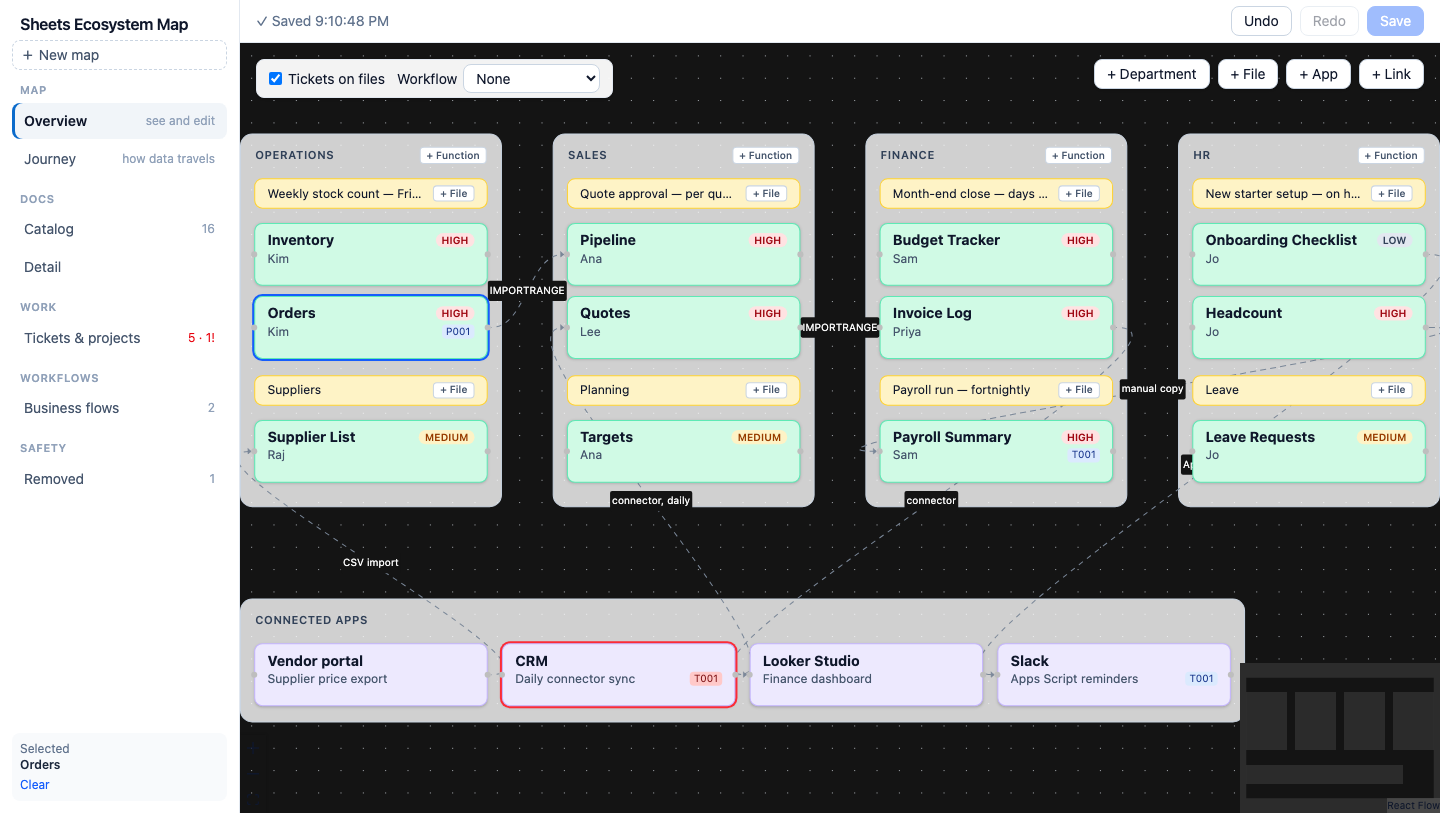 Sheets Ecosystem Map
+ New map
MAP
Overview see and edit
Journey how data travels
DOCS
Catalog 16
Detail
WORK
Tickets & projects 5 · 1!
WORKFLOWS
Business flows 2
SAFETY
Removed 1
Selected
Orders
Clear
✓ Saved 9:10:48 PM
Undo Redo Save
Tickets on files Workflow None
+ Department + File + App + Link
OPERATIONS + Function
Weekly stock count — Fri... + File
Inventory HIGH
Kim
Orders HIGH
Kim P001
Suppliers + File
Supplier List MEDIUM
Raj
IMPORTRANGE
SALES + Function
Quote approval — per qu... + File
Pipeline HIGH
Ana
Quotes HIGH
Lee
Planning + File
Targets MEDIUM
Ana
IMPORTRANGE
FINANCE + Function
Month-end close — days ... + File
Budget Tracker HIGH
Sam
Invoice Log HIGH
Priya
Payroll run — fortnightly + File
Payroll Summary HIGH
Sam T001
manual copy
HR + Function
New starter setup — on h... + File
Onboarding Checklist LOW
Jo
Headcount HIGH
Jo
Leave + File
Leave Requests MEDIUM
Jo
connector, daily
connector
CSV import
CONNECTED APPS
Vendor portal
Supplier price export
CRM
Daily connector sync T001
Looker Studio
Finance dashboard
Slack
Apps Script reminders T001
React Flow